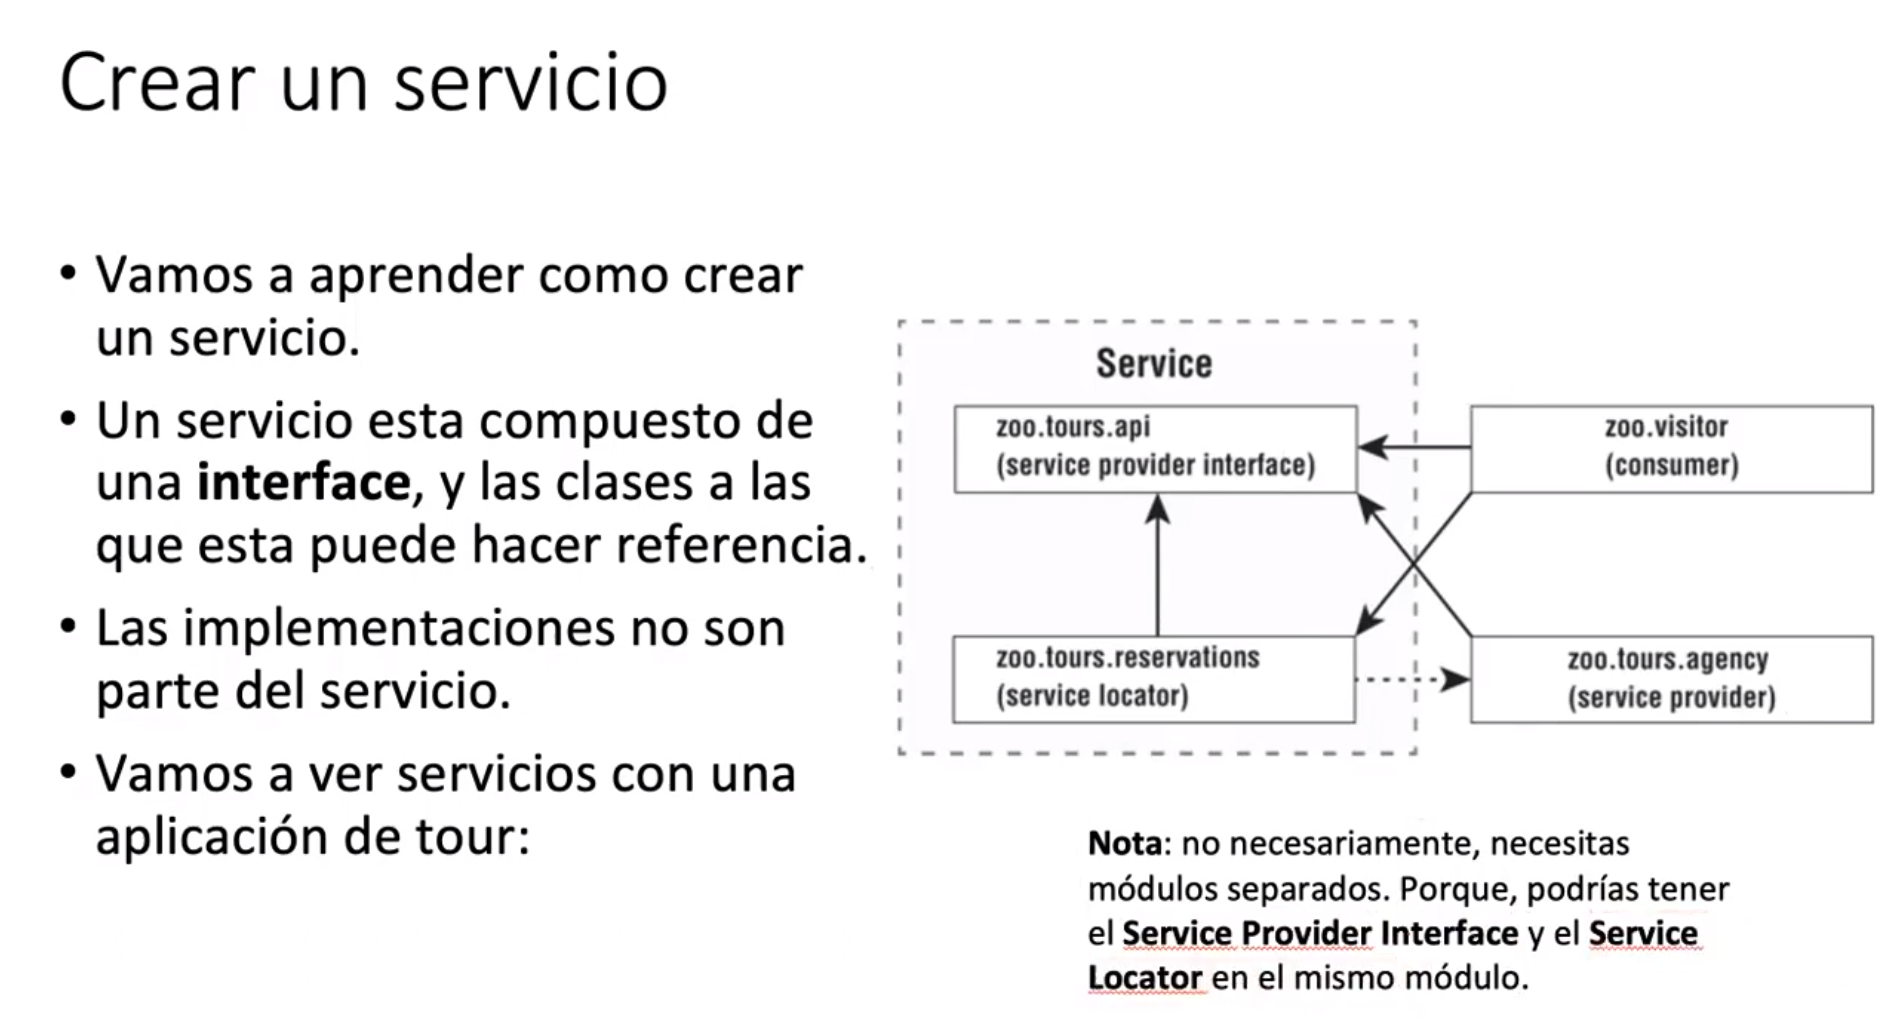 Crear un servicio
• Vamos a aprender como crear
un servicio.
• Un servicio esta compuesto de
una interface, y las clases a las
que esta puede hacer referencia.
• Las implementaciones no son
parte del servicio.
• Vamos a ver servicios con una
aplicación de tour:
Service
zoo.tours.api
(service provider interface)
zoo.visitor
(consumer)
zoo.tours.reservations
(service locator)
zoo.tours.agency
(service provider)
Nota: no necesariamente, necesitas
módulos separados. Porque, podrías tener
el Service Provider Interface y el Service
Locator en el mismo módulo.